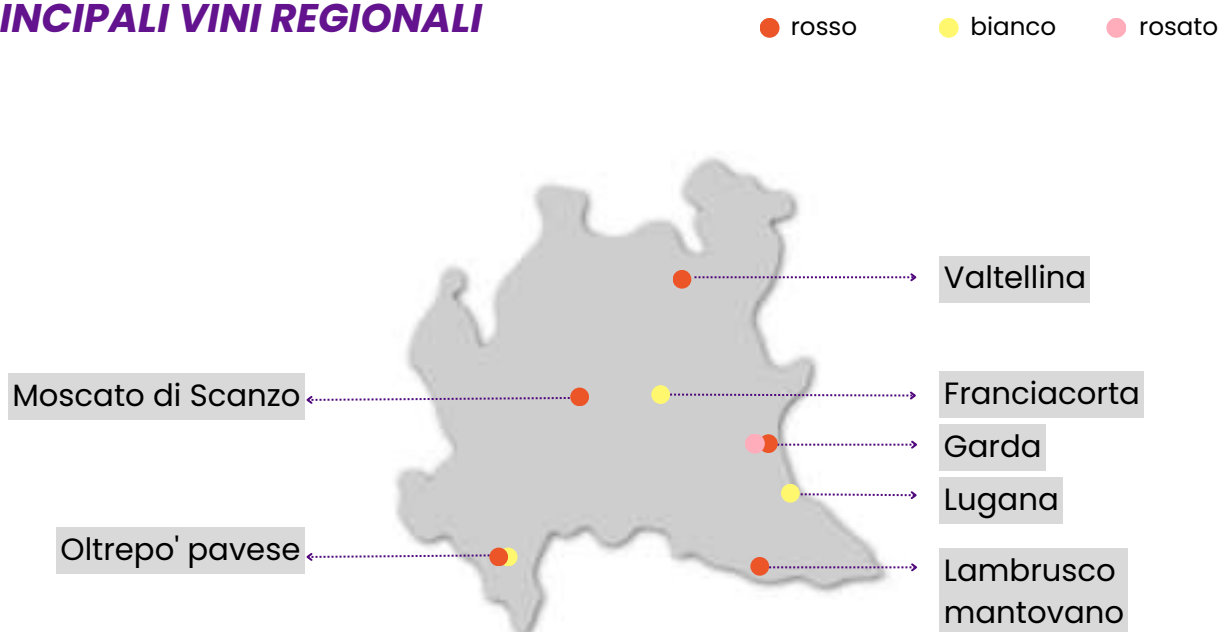 INCIPALI VINI REGIONALI
rosso
bianco
rosato
Valtellina
Moscato di Scanzo
Franciacorta
Garda
Lugana
Oltrepo' pavese
Lambrusco
mantovano